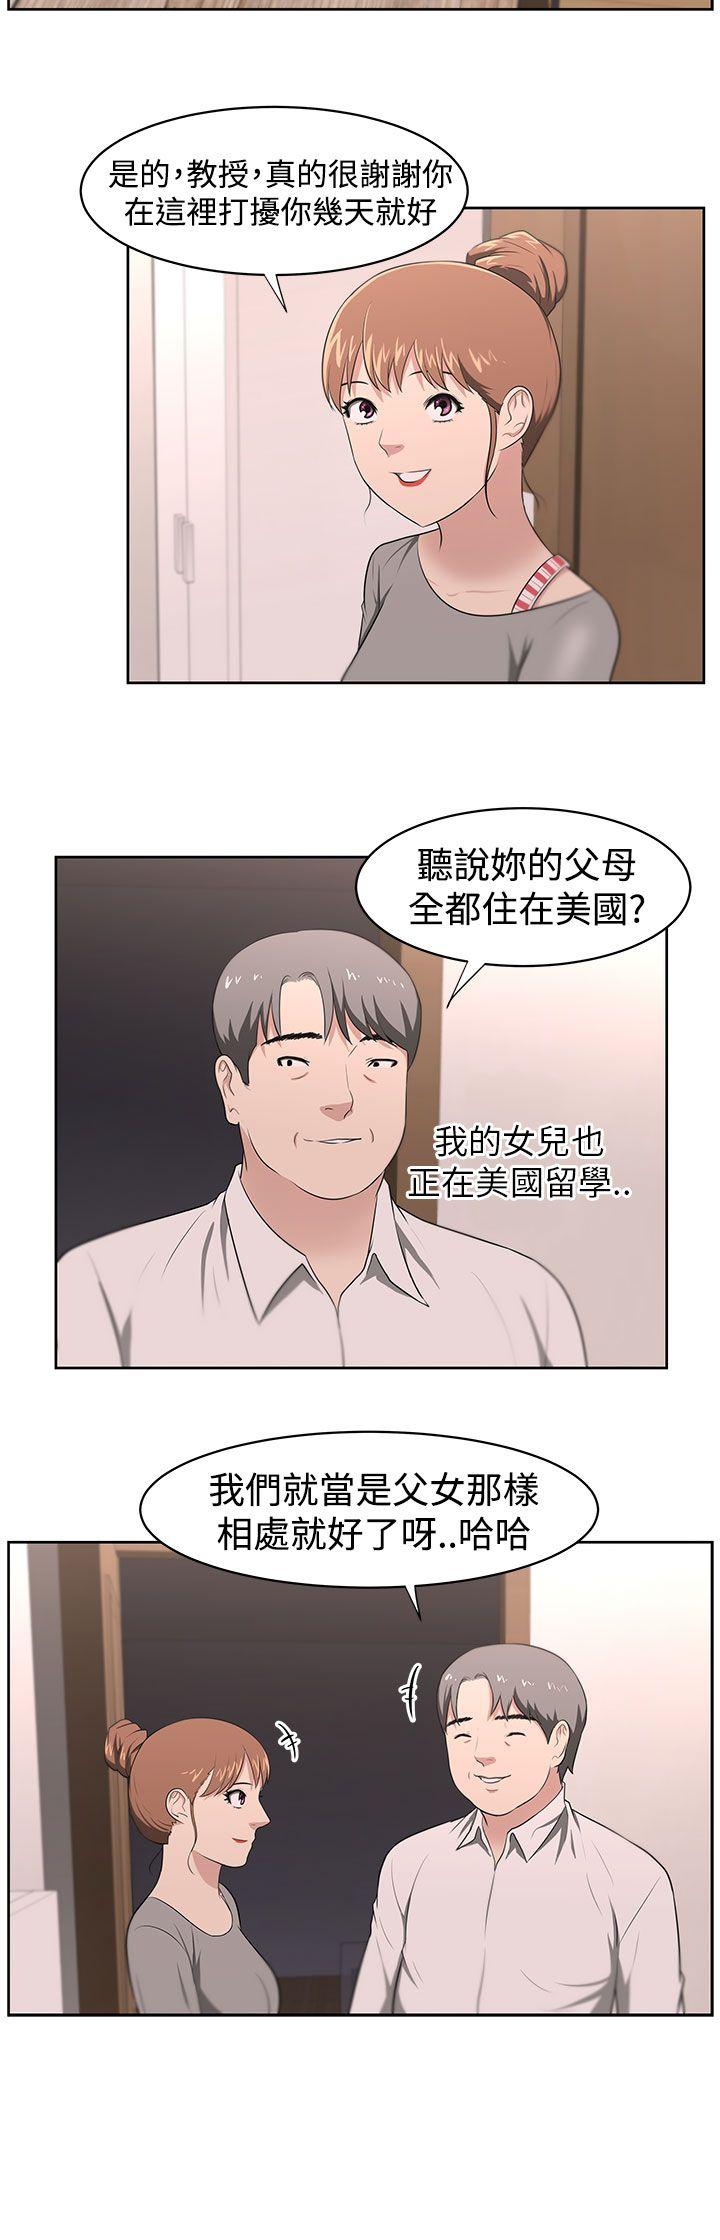 是的，教授，真的很謝謝你
在這裡打擾你幾天就好
聽說妳的父母
全都住在美國?
我的女兒也
正在美國留學..
我們就當是父女那樣
相處就好了呀..哈哈